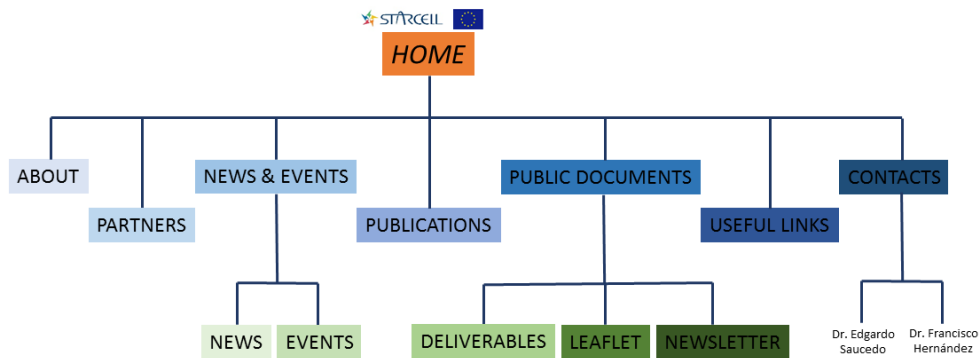 STARCELL
HOME
ABOUT
NEWS & EVENTS
PUBLIC DOCUMENTS
CONTACTS
PARTNERS
PUBLICATIONS
USEFUL LINKS
NEWS
EVENTS
DELIVERABLES
LEAFLET
NEWSLETTER
Dr. Edgardo
Saucedo
Dr. Francisco
Hernández